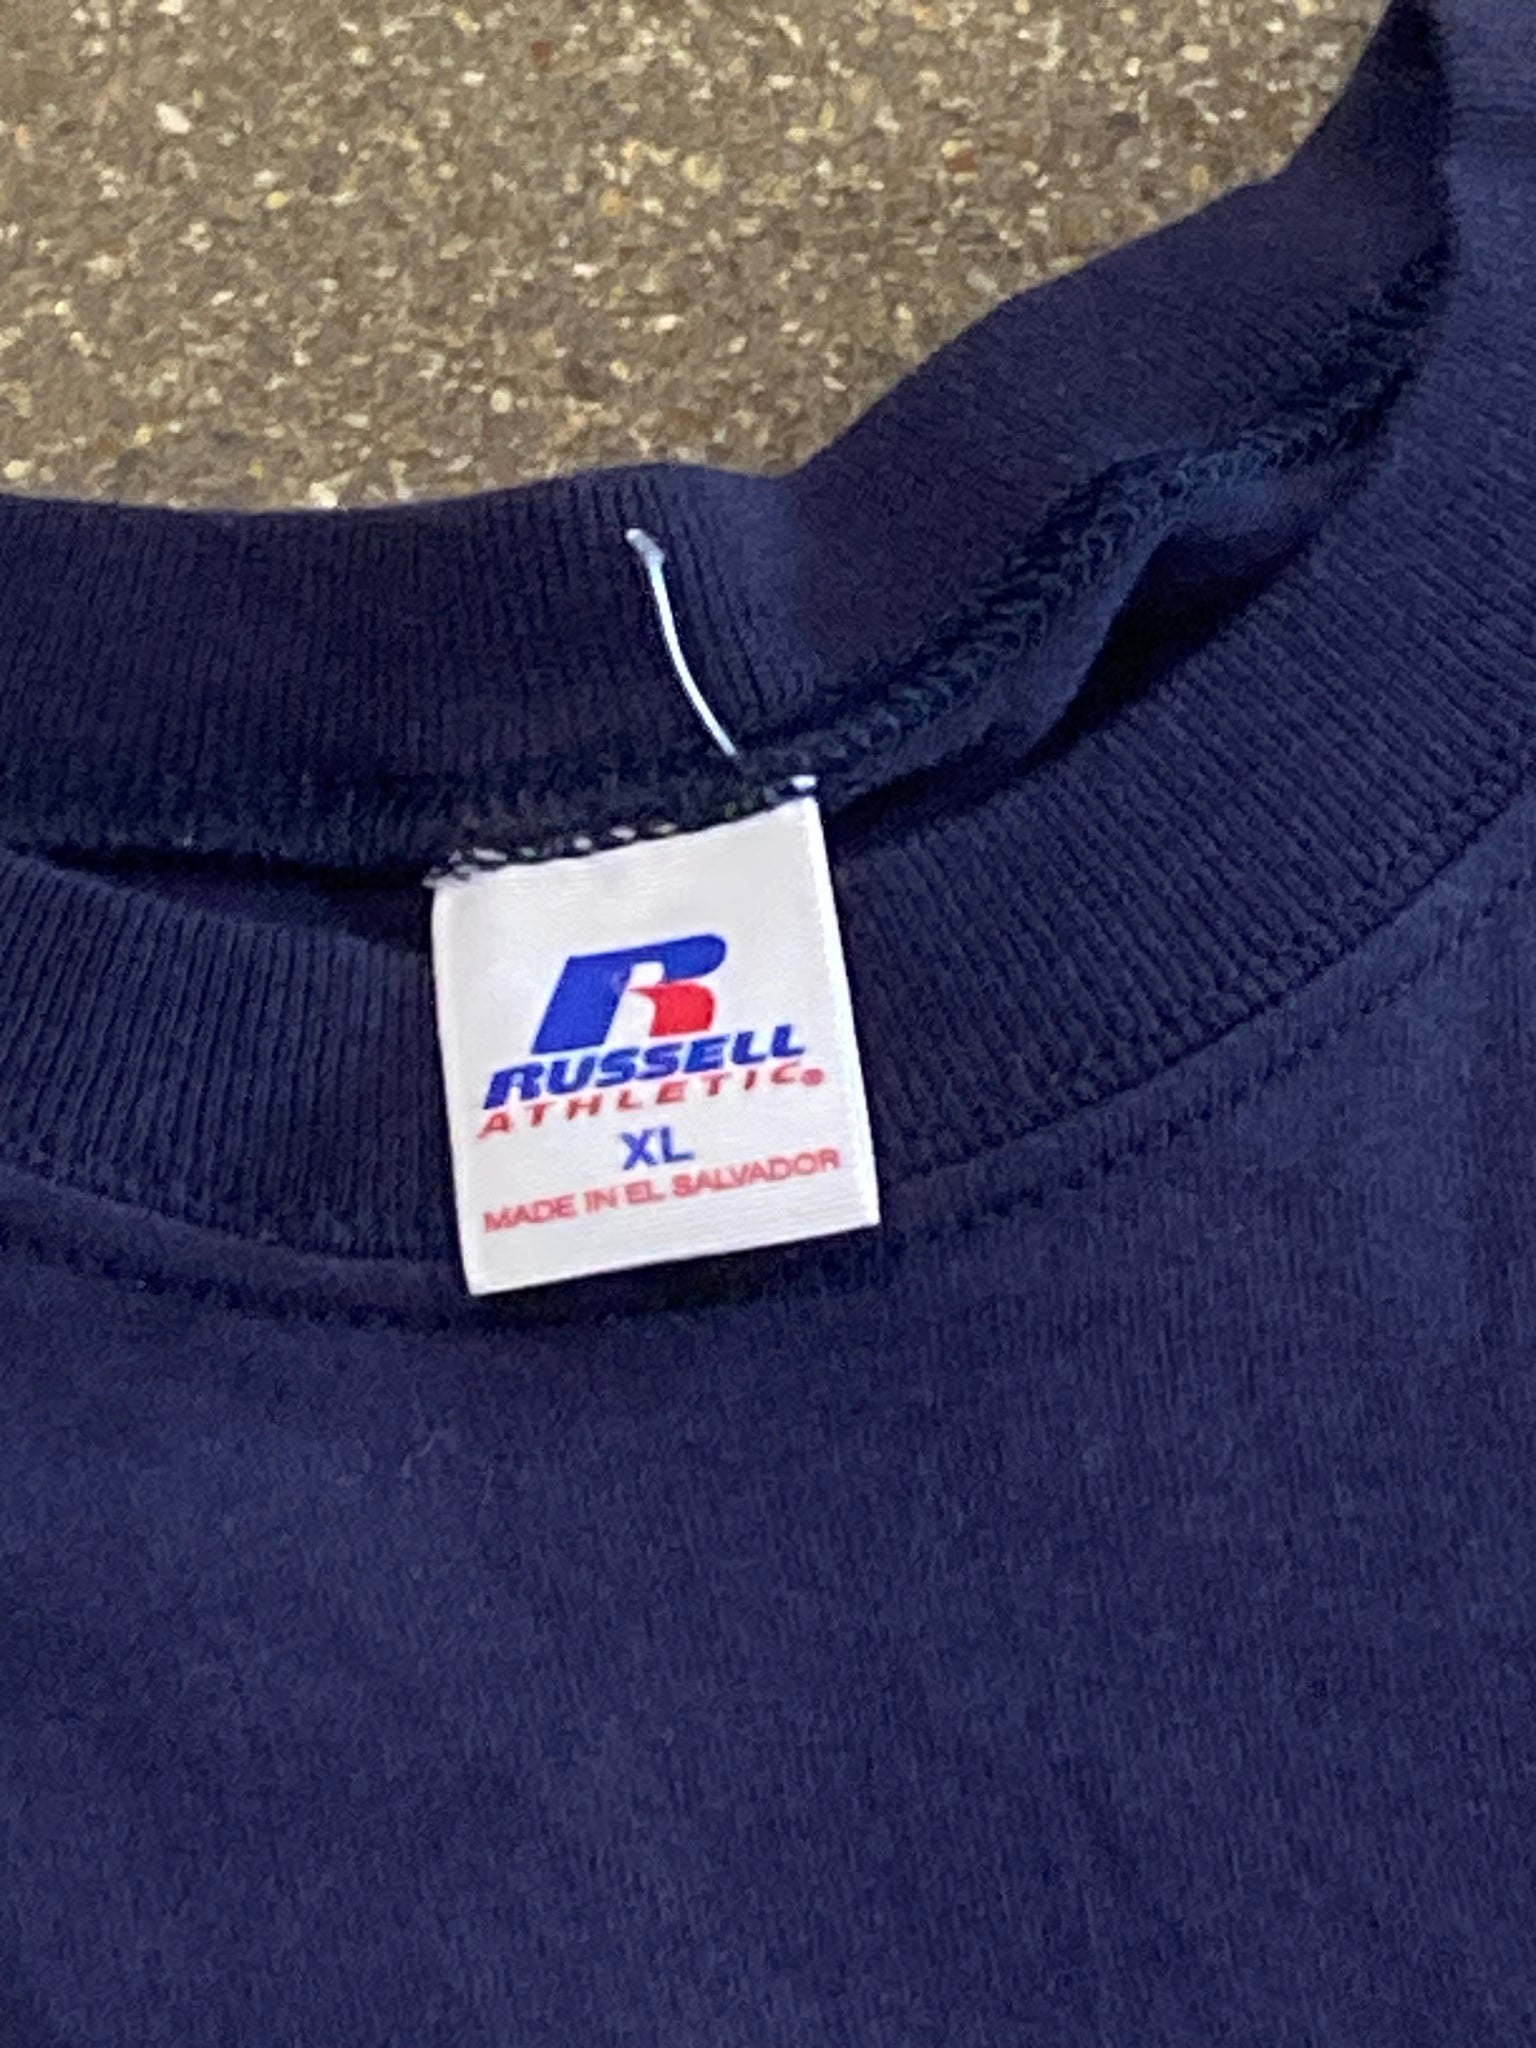 R
RUSSELL
ATHLETIC®
XL
MADE IN EL SALVADOR